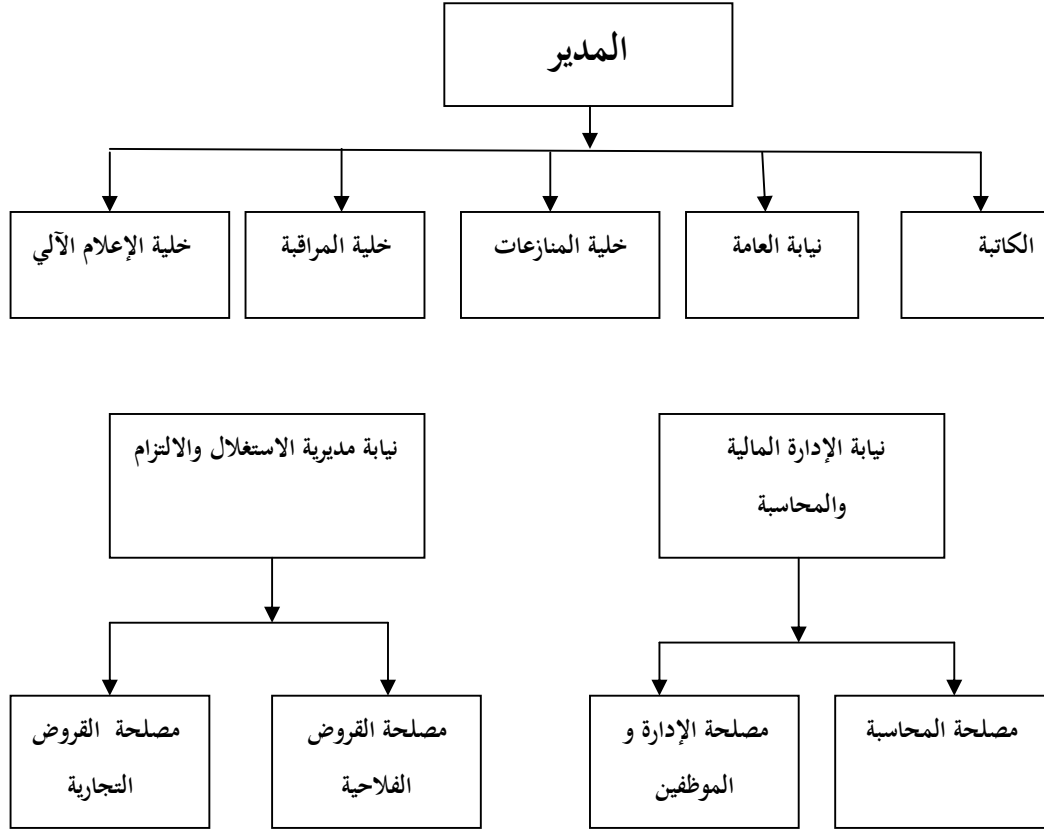 المدير
الكاتبة
نيابة العامة
خلية المنازعات
خلية المراقبة
خلية الإعلام الآلي
نيابة الإدارة المالية
والمحاسبة
نيابة مديرية الاستغلال والالتزام
مصلحة المحاسبة
مصلحة الإدارة و
الموظفين
مصلحة القروض
الفلاحية
مصلحة القروض
التجارية